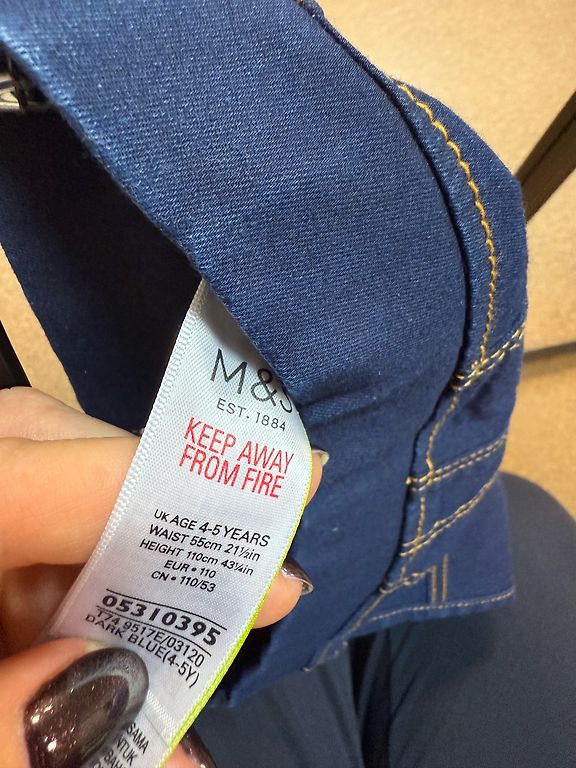 M&S
EST. 1884
KEEP AWAY
FROM FIRE
UK AGE 4-5 YEARS
WAIST 55cm 21½in
HEIGHT 110cm 43¼in
EUR • 110
CN • 110/53
05310395
T74 9517E/03120
DARK BLUE(4-5Y)